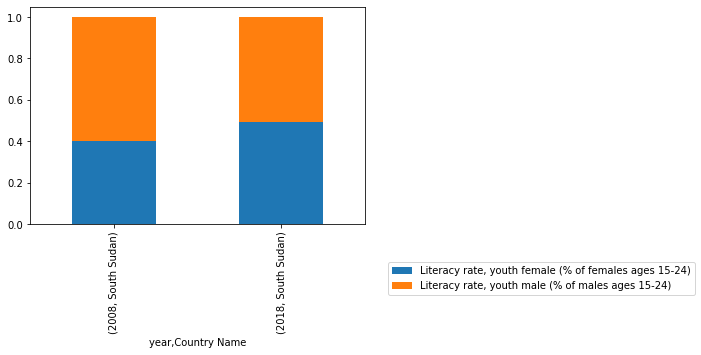 1.0
0.8
0.6
0.4
0.2
0.0
(2008, South Sudan)
(2018, South Sudan)
year,Country Name
Literacy rate, youth female (% of females ages 15-24)
Literacy rate, youth male (% of males ages 15-24)